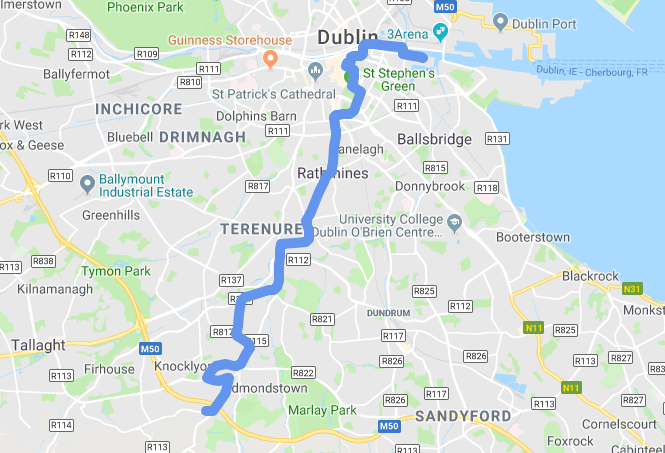 lmerstown
Phoenix Park
R148
R112
R109
Guinness Storehouse
R111
R810
Ballyfermot
Dublin
3Arena
M50
Dublin Port
Dublin, IE - Cherbourg, FR
St Stephen's
Green
St Patrick's Cathedral
R111
INCHICORE
Dolphins Barn
rk West
Bluebell
DRIMNAGH
R111
Ballsbridge
R131
ox & Geese
anelagh
R110
Ballymount
Industrial Estate
R817
Rathmines
R815
R118
Donnybrook
Greenhills
TERENURE
University College
Dublin O'Brien Centre...
Booterstown
R113
R838
Tymon Park
R112
Kilnamanagh
R137
R825
R112
Blackrock
N31
R821
DUNDRUM
Monkst
R817
R115
N11
R825
R117
R113
Tallaght
M50
Knocklyo
R826
R826
Firhouse
R822
R113
R113
N11
dmondstown
R114
Marlay Park
R826
R117
SANDYFORD
R113
Cornelscourt
M50
R113
Foxrock
Cabinteel